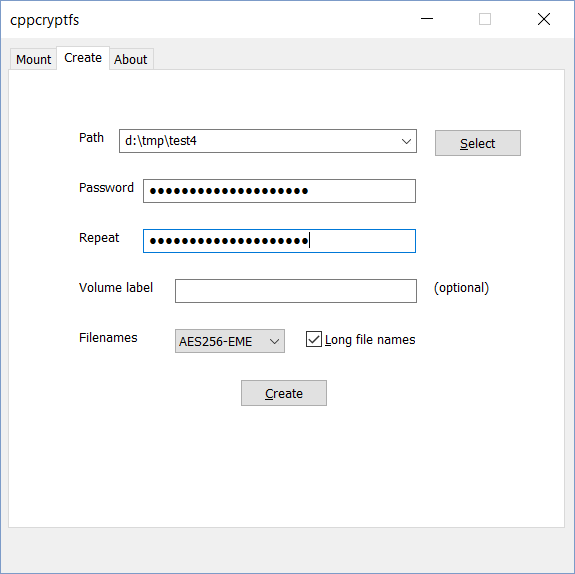 cppcryptfs
Mount Create About
Path d:\tmp\test4 Select
Password ●●●●●●●●●●●●●●●●●●●●
Repeat ●●●●●●●●●●●●●●●●●●●●
Volume label (optional)
Filenames AES256-EME Long file names
Create